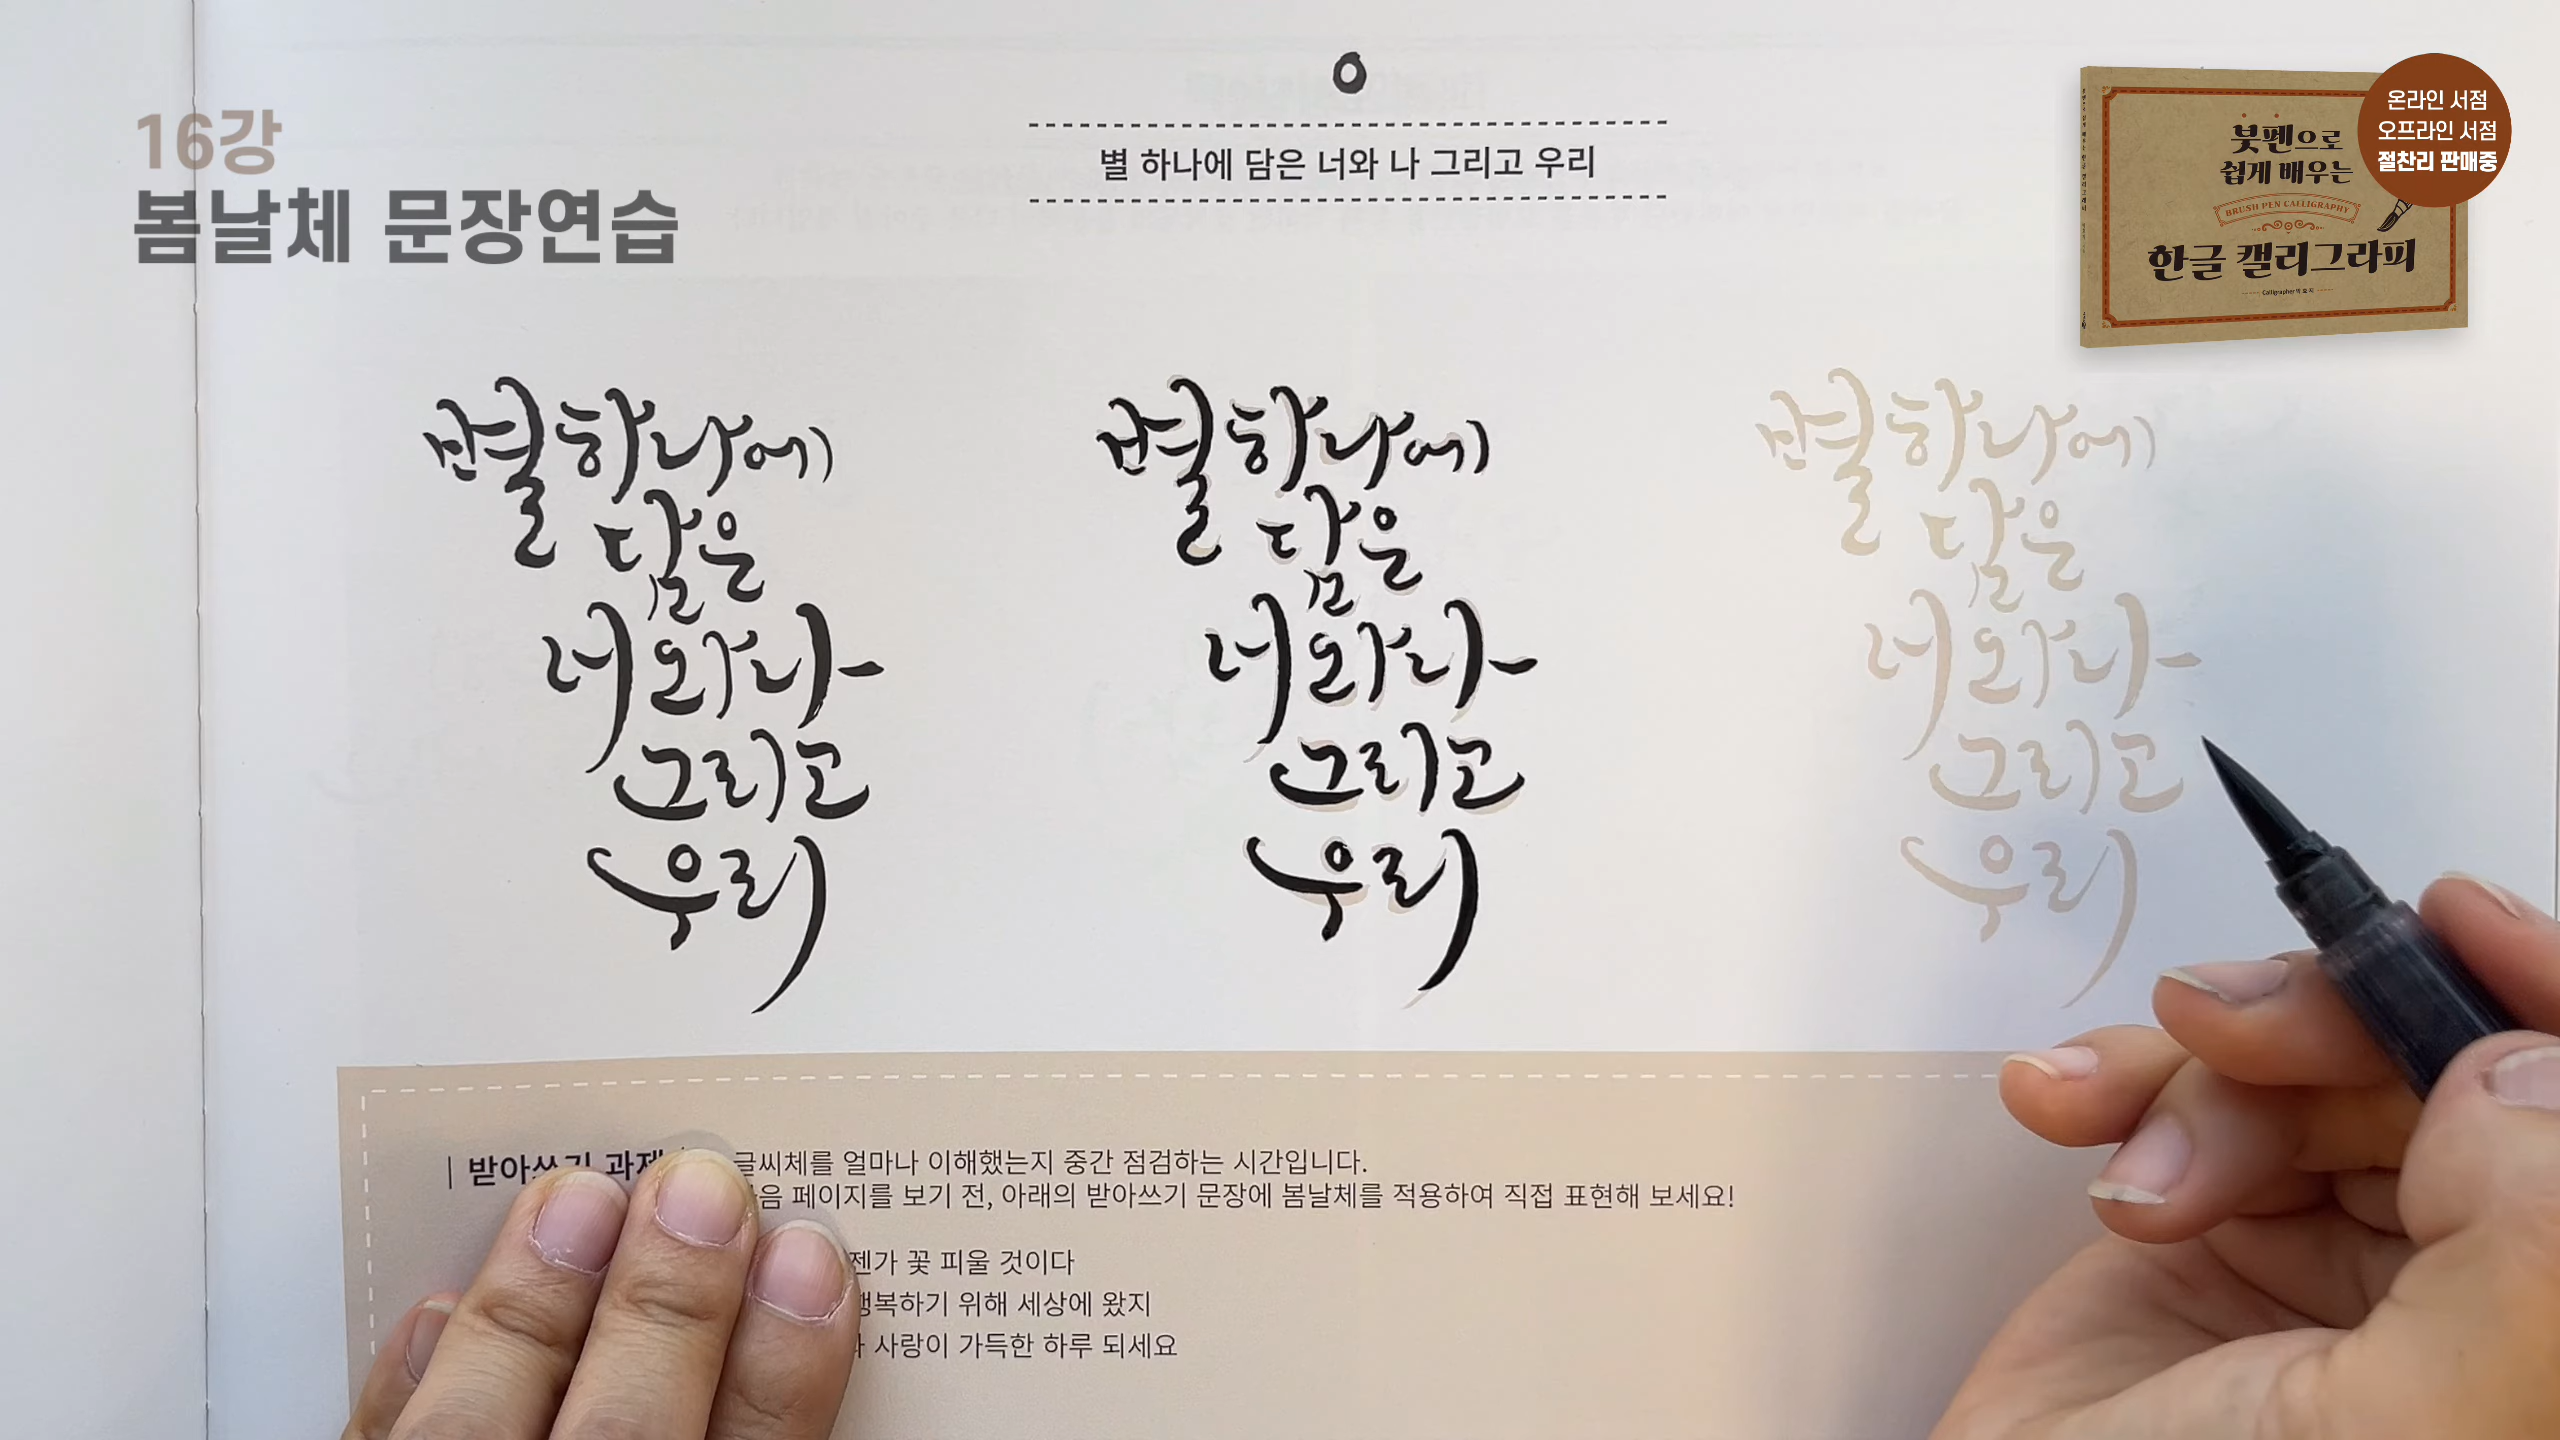 16강
봄날체 문장연습
별 하나에 담은 너와 나 그리고 우리
온라인 서점
오프라인 서점
절찬리 판매중
붓펜으로
쉽게 배우는
BRUSH PEN CALLIGRAPHY
한글 캘리그라피
Calligrapher
별 하나에
담은
너와 나
그리고
우리
별 하나에
담은
너와 나
그리고
우리
별 하나에
담은
너와 나
그리고
우리
받아쓰기 과제
글씨체를 얼마나 이해했는지 중간 점검하는 시간입니다.
페이지를 보기 전, 아래의 받아쓰기 문장에 봄날체를 적용하여 직접 표현해 보세요!
꽃 피울 것이다
행복하기 위해 세상에 왔지
사랑이 가득한 하루 되세요